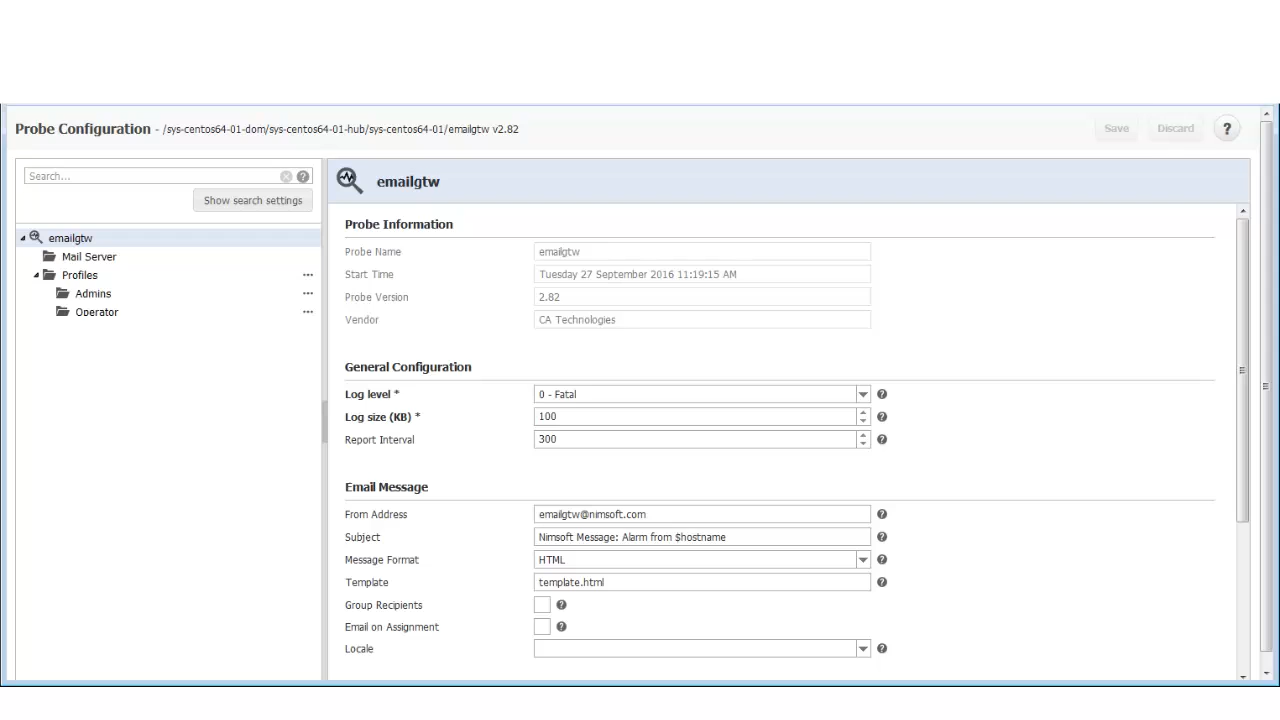 Probe Configuration - /sys-centos64-01-dom/sys-centos64-01-hub/sys-centos64-01/emailgtw v2.82
Save Discard ?
Search...
Show search settings
emailgtw
Mail Server
Profiles
Admins
Operator
emailgtw
Probe Information
Probe Name emailgtw
Start Time Tuesday 27 September 2016 11:19:15 AM
Probe Version 2.82
Vendor CA Technologies
General Configuration
Log level * 0 - Fatal
Log size (KB) * 100
Report Interval 300
Email Message
From Address emailgtw@nimsoft.com
Subject Nimsoft Message: Alarm from $hostname
Message Format HTML
Template template.html
Group Recipients
Email on Assignment
Locale